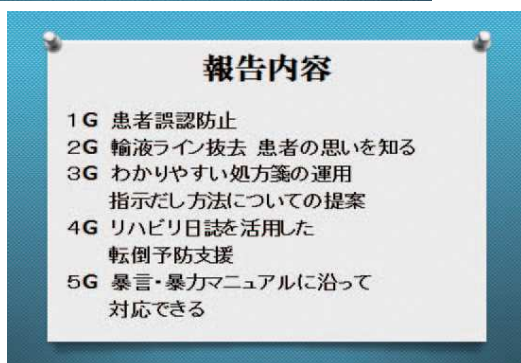 報告内容
1G 患者誤認防止
2G 輸液ライン抜去 患者の思いを知る
3G わかりやすい処方箋の運用
指示だし方法についての提案
4G リハビリ日誌を活用した
転倒予防支援
5G 暴言・暴力マニュアルに沿って
対応できる